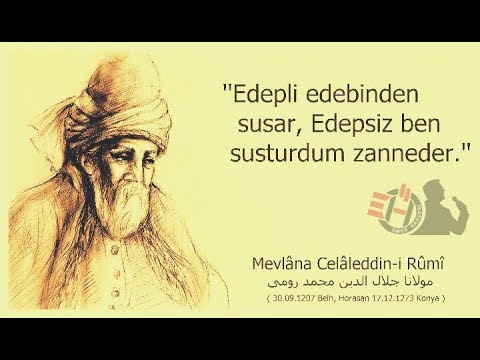 "Edepli edebinden
susar, Edepsiz ben
susturdum zanneder."
Mevlâna Celâleddin-i Rûmî
مولانا جلال الدین محمد رومی
( 30.09.1207 Belh, Horasan 17.12.1273 Konya )